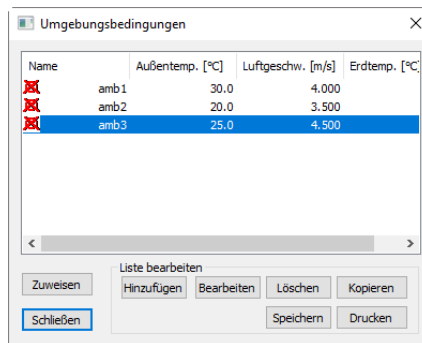 Umgebungsbedingungen
Name Außentemp. [°C] Luftgeschw. [m/s] Erdtemp. [°C]
amb1 30.0 4.000
amb2 20.0 3.500
amb3 25.0 4.500
Liste bearbeiten
Zuweisen Hinzufügen Bearbeiten Löschen Kopieren
Schließen Speichern Drucken